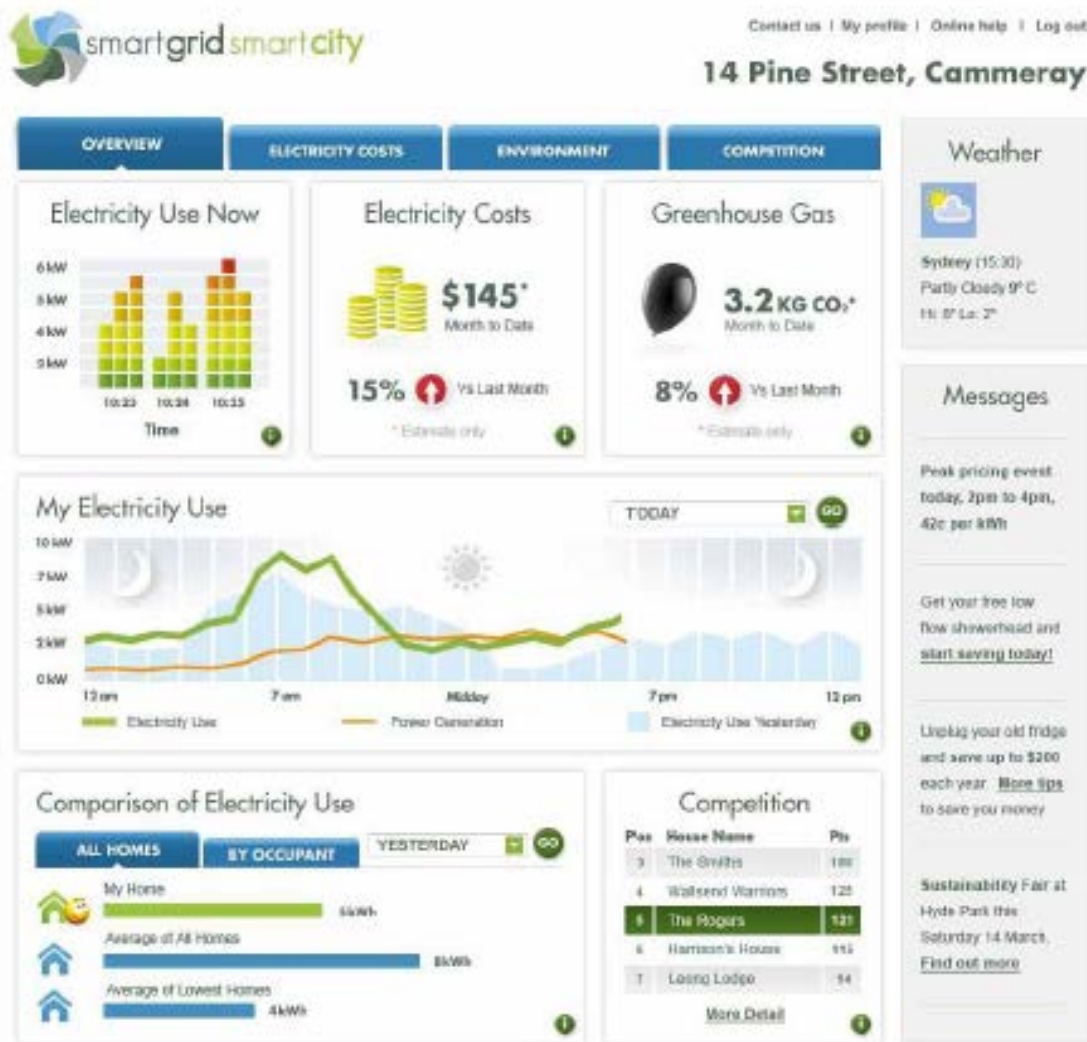 smartgrid smartcity
Contact us | My profile | Online help | Log out
14 Pine Street, Cammeray
OVERVIEW
ELECTRICITY COSTS
ENVIRONMENT
COMPETITION
Electricity Use Now
6 kW
5 kW
4 kW
10:23 10:24 10:25
Time
Electricity Costs
$145*
Month to Date
15% Vs Last Month
* Estimate only
Greenhouse Gas
3.2 KG CO₂*
Month to Date
8% Vs Last Month
* Estimate only
My Electricity Use
TODAY
GO
10 kW
7 kW
5 kW
2 kW
0 kW
12 am 7 am Midday 7 pm 12 pm
Electricity Use Power Generation Electricity Use Yesterday
Comparison of Electricity Use
ALL HOMES
BY OCCUPANT
YESTERDAY
GO
My Home
Average of All Homes
8kWh
Average of Lowest Homes
4kWh
Competition
Pos House Name Pts
3 The Smiths
4 Wallsend Warriors 125
5 The Rogers 121
6 Harrison's House
7 Lodge
More Detail
Weather
Sydney (15:30)
Partly Cloudy 9° C
Messages
Peak pricing event
today, 2pm to 4pm,
42c per kWh
Get your free low
flow showerhead and
start saving today!
Unplug your old fridge
and save up to $200
each year. More tips
to save you money
Sustainability Fair at
Hyde Park this
Saturday 14 March.
Find out more